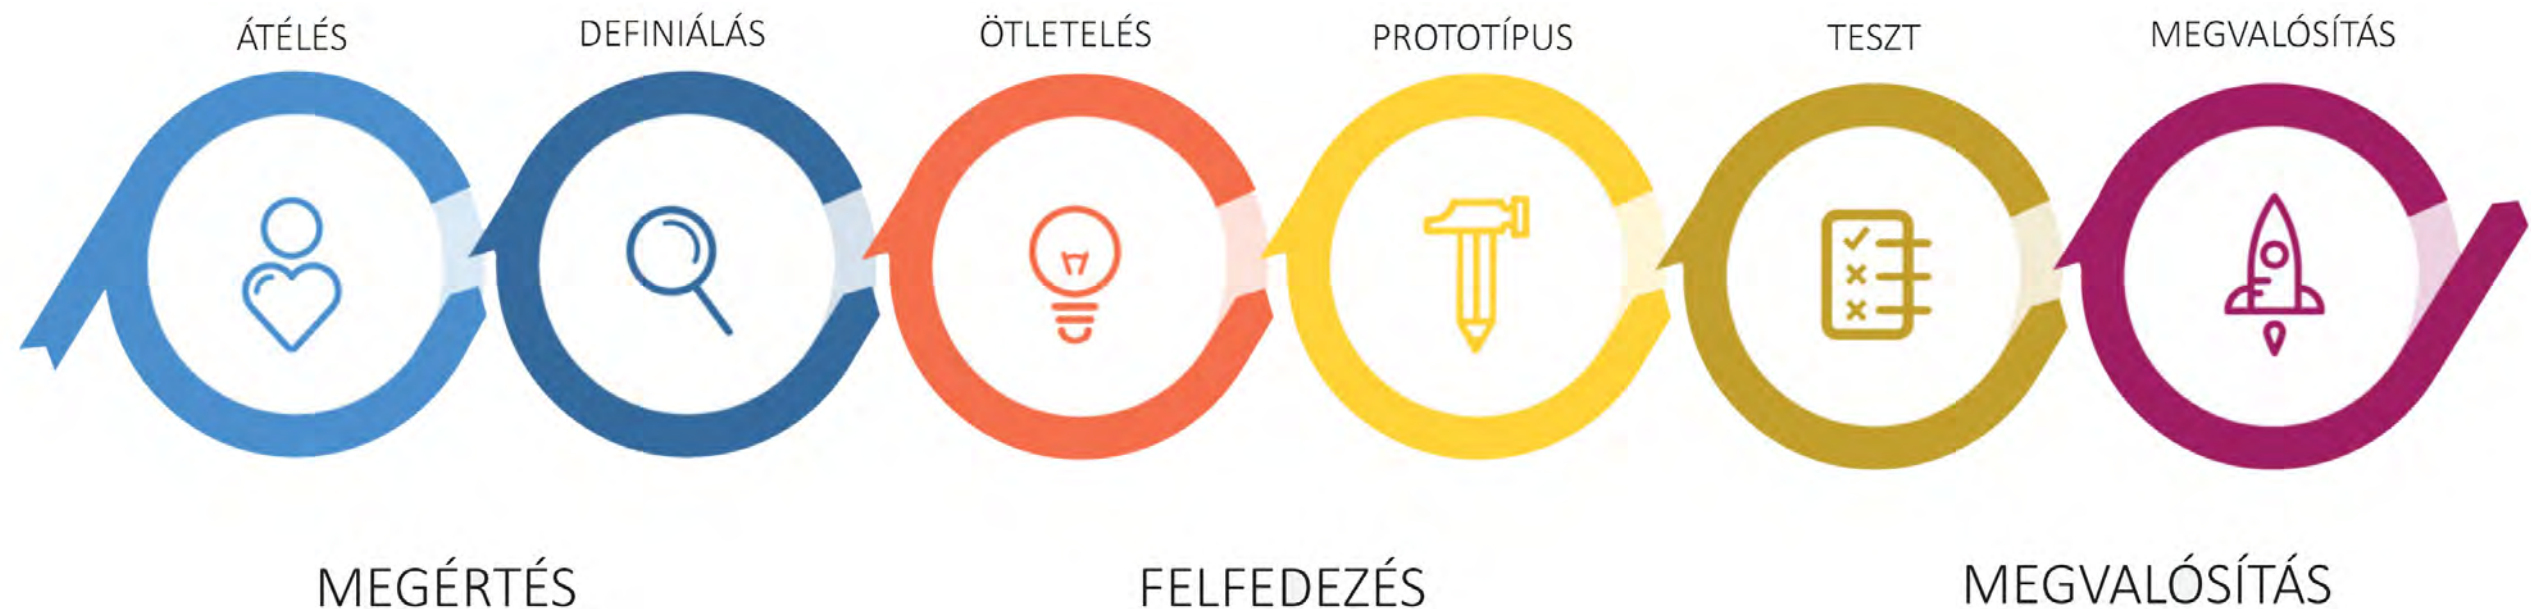 ÁTÉLÉS
DEFINIÁLÁS
ÖTLETELÉS
PROTOTÍPUS
TESZT
MEGVALÓSÍTÁS
MEGÉRTÉS
FELFEDEZÉS
MEGVALÓSÍTÁS